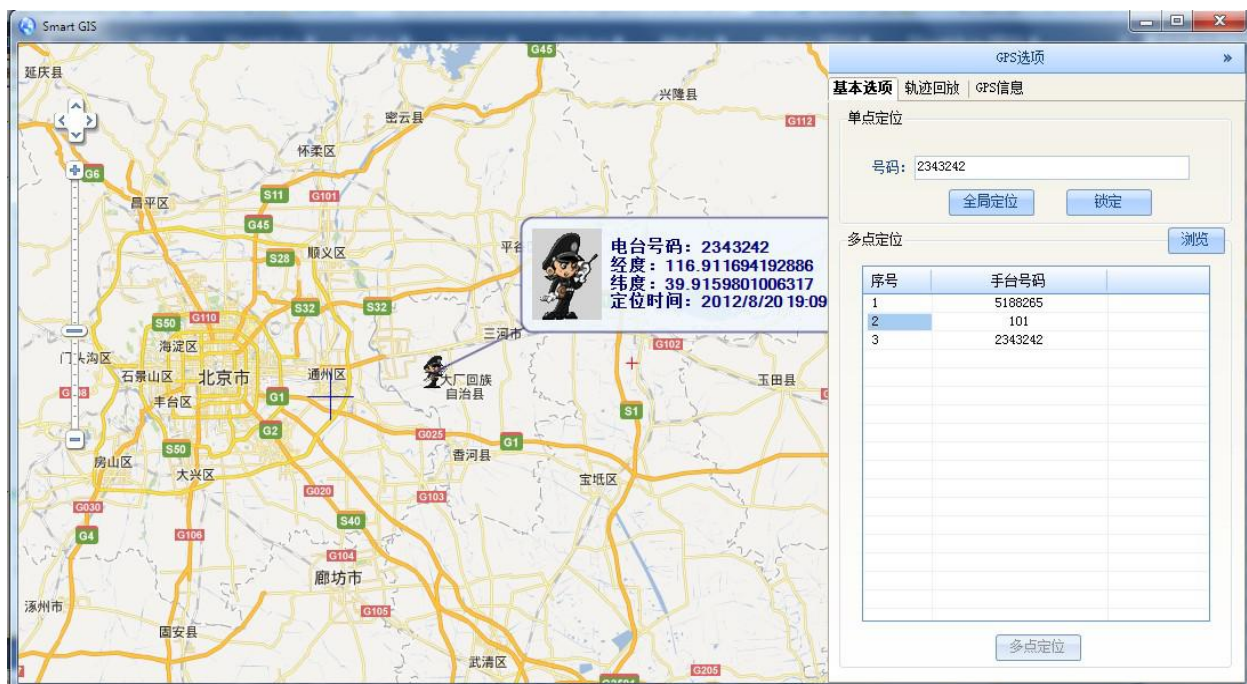 Smart GIS
延庆县
G45
兴隆县
密云县
G112
怀柔区
G6
昌平区
S11
G101
G45
顺义区
S28
平谷
电台号码：2343242
经度：116.911694192886
纬度：39.9159801006317
定位时间：2012/8/20 19:09
S32
S32
S50
G110
三河市
G102
海淀区
门头沟区
石景山区
北京市
通州区
大厂回族
自治县
玉田县
丰台区
G1
S1
G2
G025
G1
S50
房山区
大兴区
香河县
宝坻区
G020
G103
G030
S40
G4
G106
G104
廊坊市
涿州市
G105
固安县
武清区
G205
GPS选项
»
基本选项
轨迹回放
GPS信息
单点定位
号码：
2343242
全局定位
锁定
多点定位
浏览
序号 手台号码
1 5188265
2 101
3 2343242
多点定位